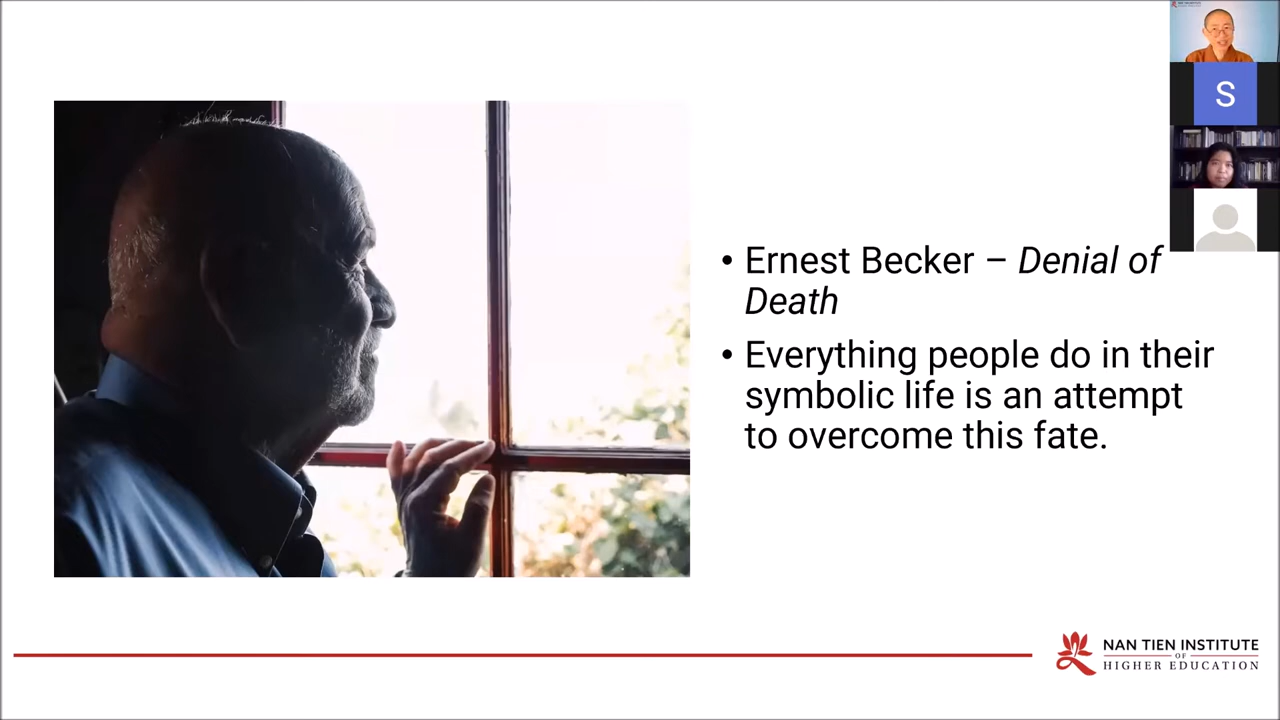 S
• Ernest Becker – Denial of
Death
• Everything people do in their
symbolic life is an attempt
to overcome this fate.
NAN TIEN INSTITUTE
OF
HIGHER EDUCATION